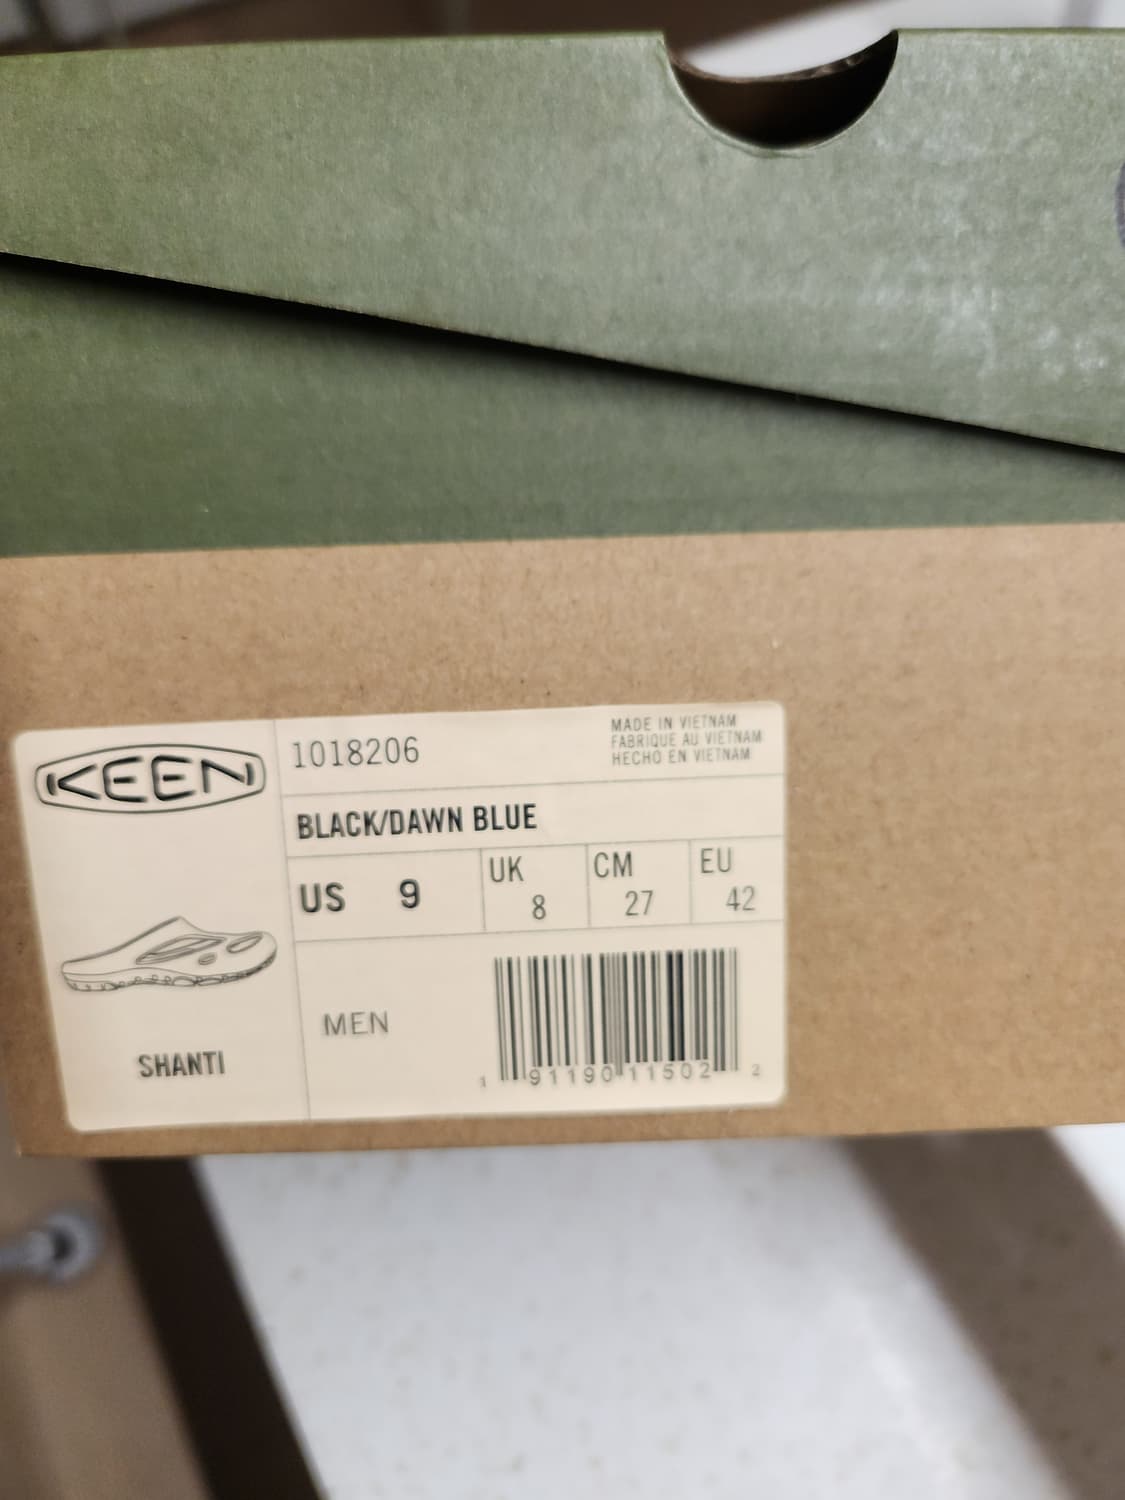 KEEN
SHANTI
1018206
MADE IN VIETNAM
FABRIQUE AU VIETNAM
HECHO EN VIETNAM
BLACK/DAWN BLUE
US 9
UK 8
CM 27
EU 42
MEN
1 91190 11502 2